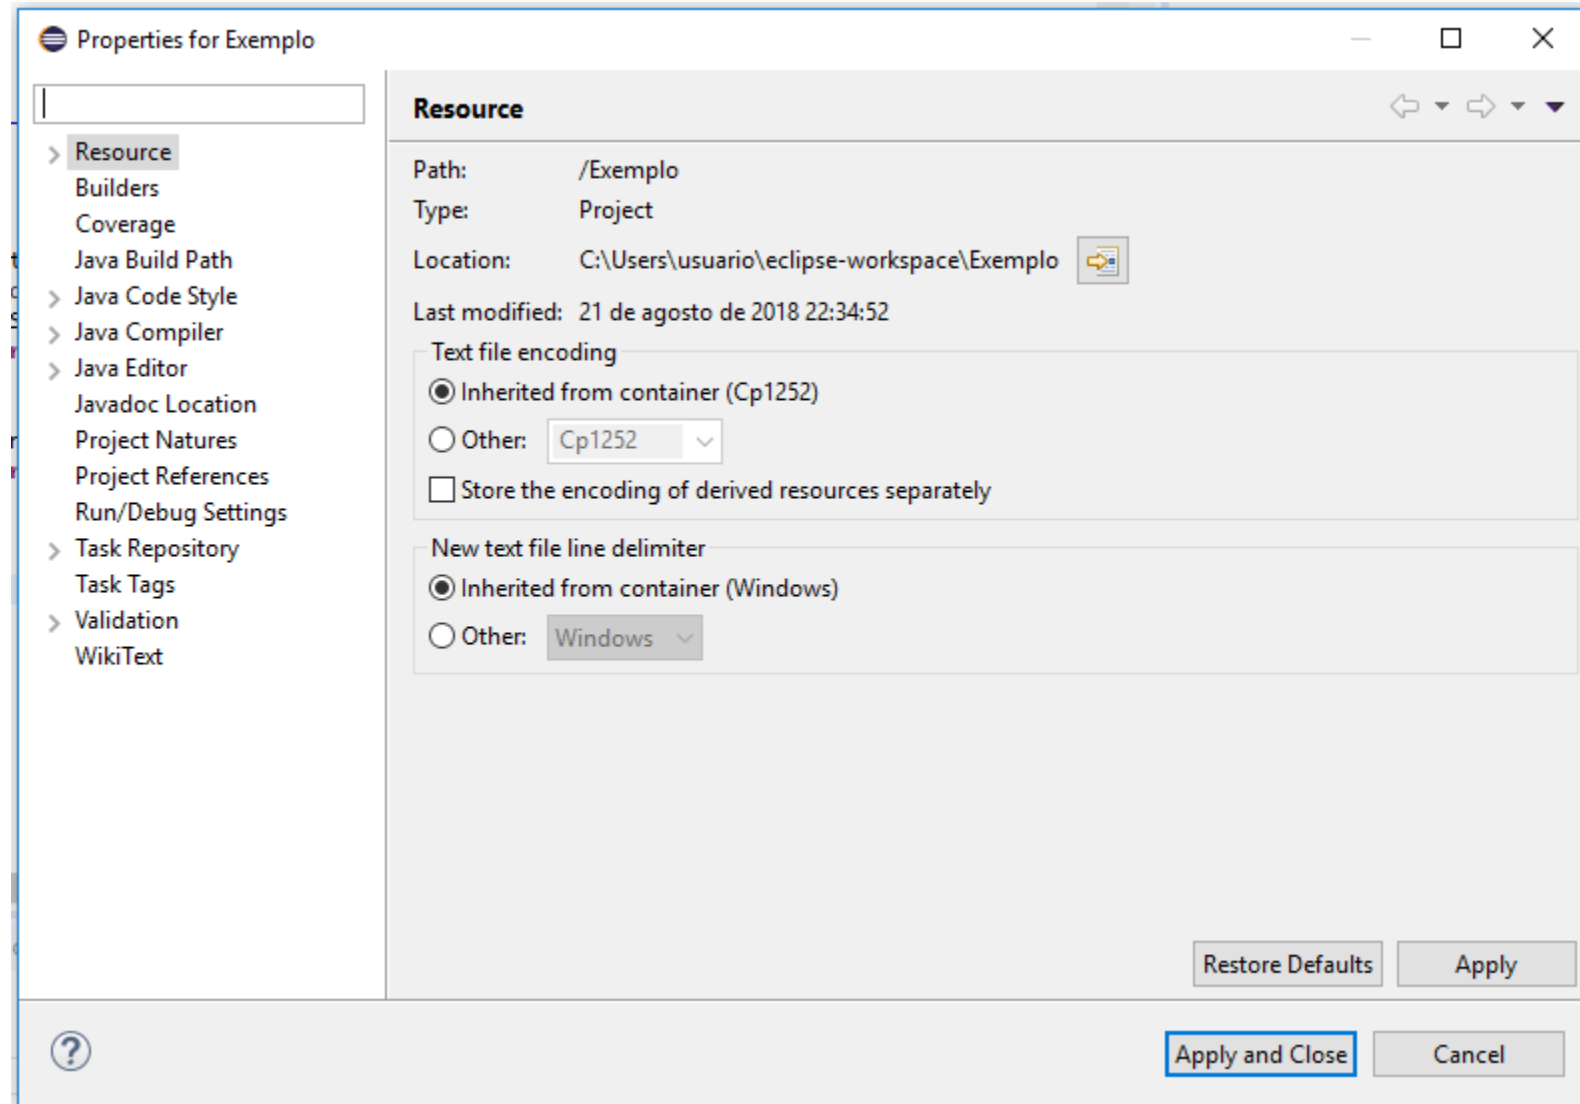 Properties for Exemplo
Resource
Builders
Coverage
Java Build Path
Java Code Style
Java Compiler
Java Editor
Javadoc Location
Project Natures
Project References
Run/Debug Settings
Task Repository
Task Tags
Validation
WikiText
Resource
Path: /Exemplo
Type: Project
Location: C:\Users\usuario\eclipse-workspace\Exemplo
Last modified: 21 de agosto de 2018 22:34:52
Text file encoding
Inherited from container (Cp1252)
Other: Cp1252
Store the encoding of derived resources separately
New text file line delimiter
Inherited from container (Windows)
Other: Windows
Restore Defaults Apply
? Apply and Close Cancel